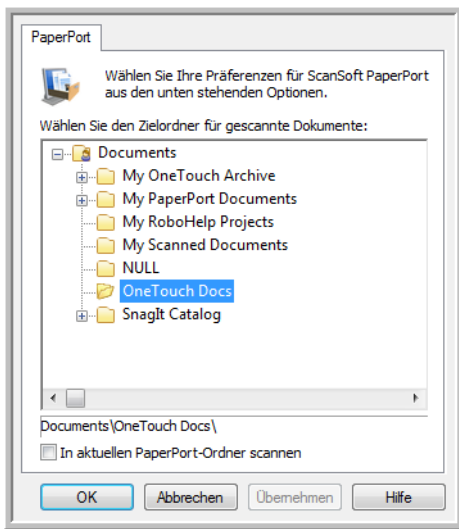 PaperPort
Wählen Sie Ihre Präferenzen für ScanSoft PaperPort
aus den unten stehenden Optionen.
Wählen Sie den Zielordner für gescannte Dokumente:
Documents
My OneTouch Archive
My PaperPort Documents
My RoboHelp Projects
My Scanned Documents
NULL
OneTouch Docs
SnagIt Catalog
Documents\OneTouch Docs\
In aktuellen PaperPort-Ordner scannen
OK Abbrechen Übernehmen Hilfe